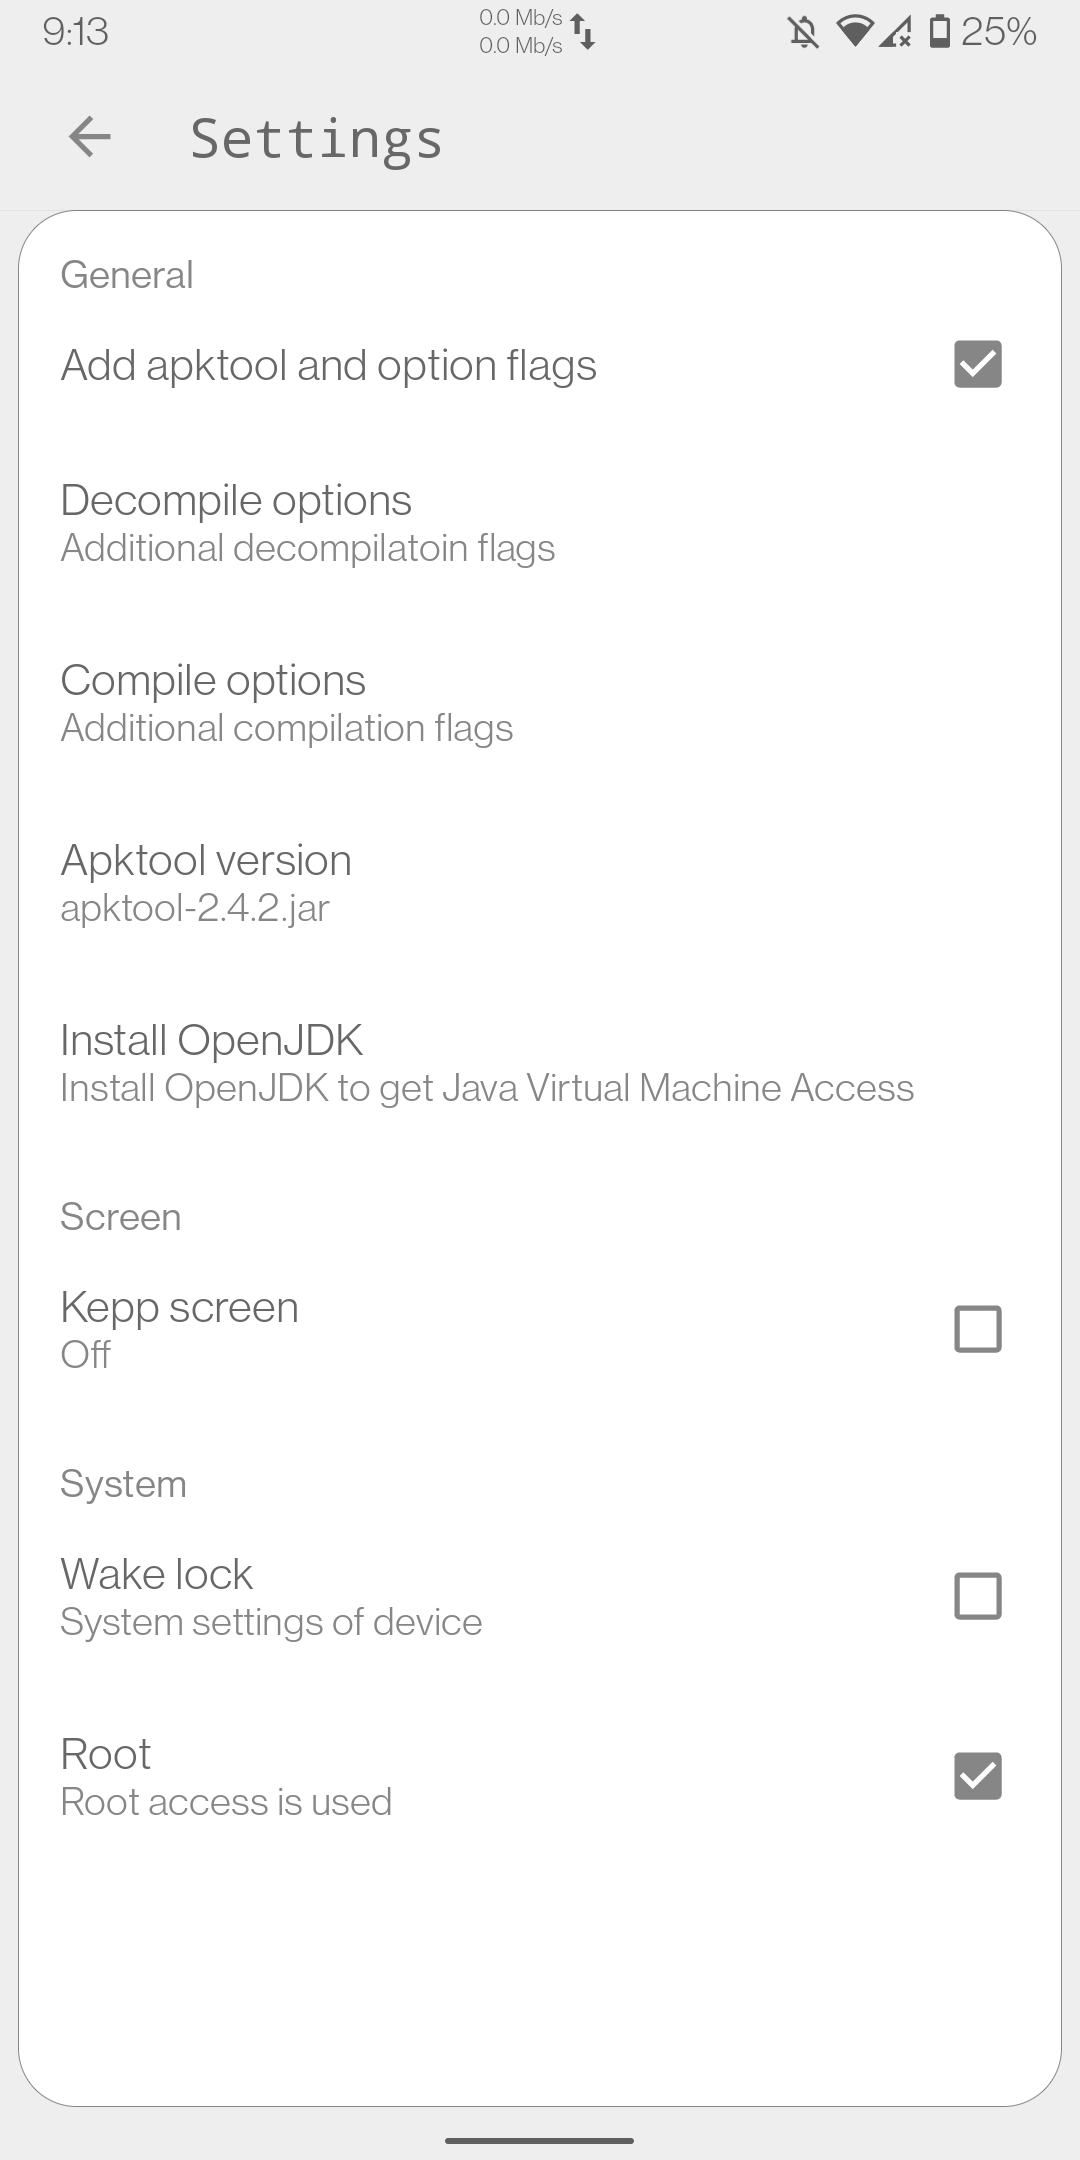 9:13
0.0 Mb/s
0.0 Mb/s
25%
Settings
General
Add apktool and option flags
Decompile options
Additional decompilatoin flags
Compile options
Additional compilation flags
Apktool version
apktool-2.4.2.jar
Install OpenJDK
Install OpenJDK to get Java Virtual Machine Access
Screen
Kepp screen
Off
System
Wake lock
System settings of device
Root
Root access is used